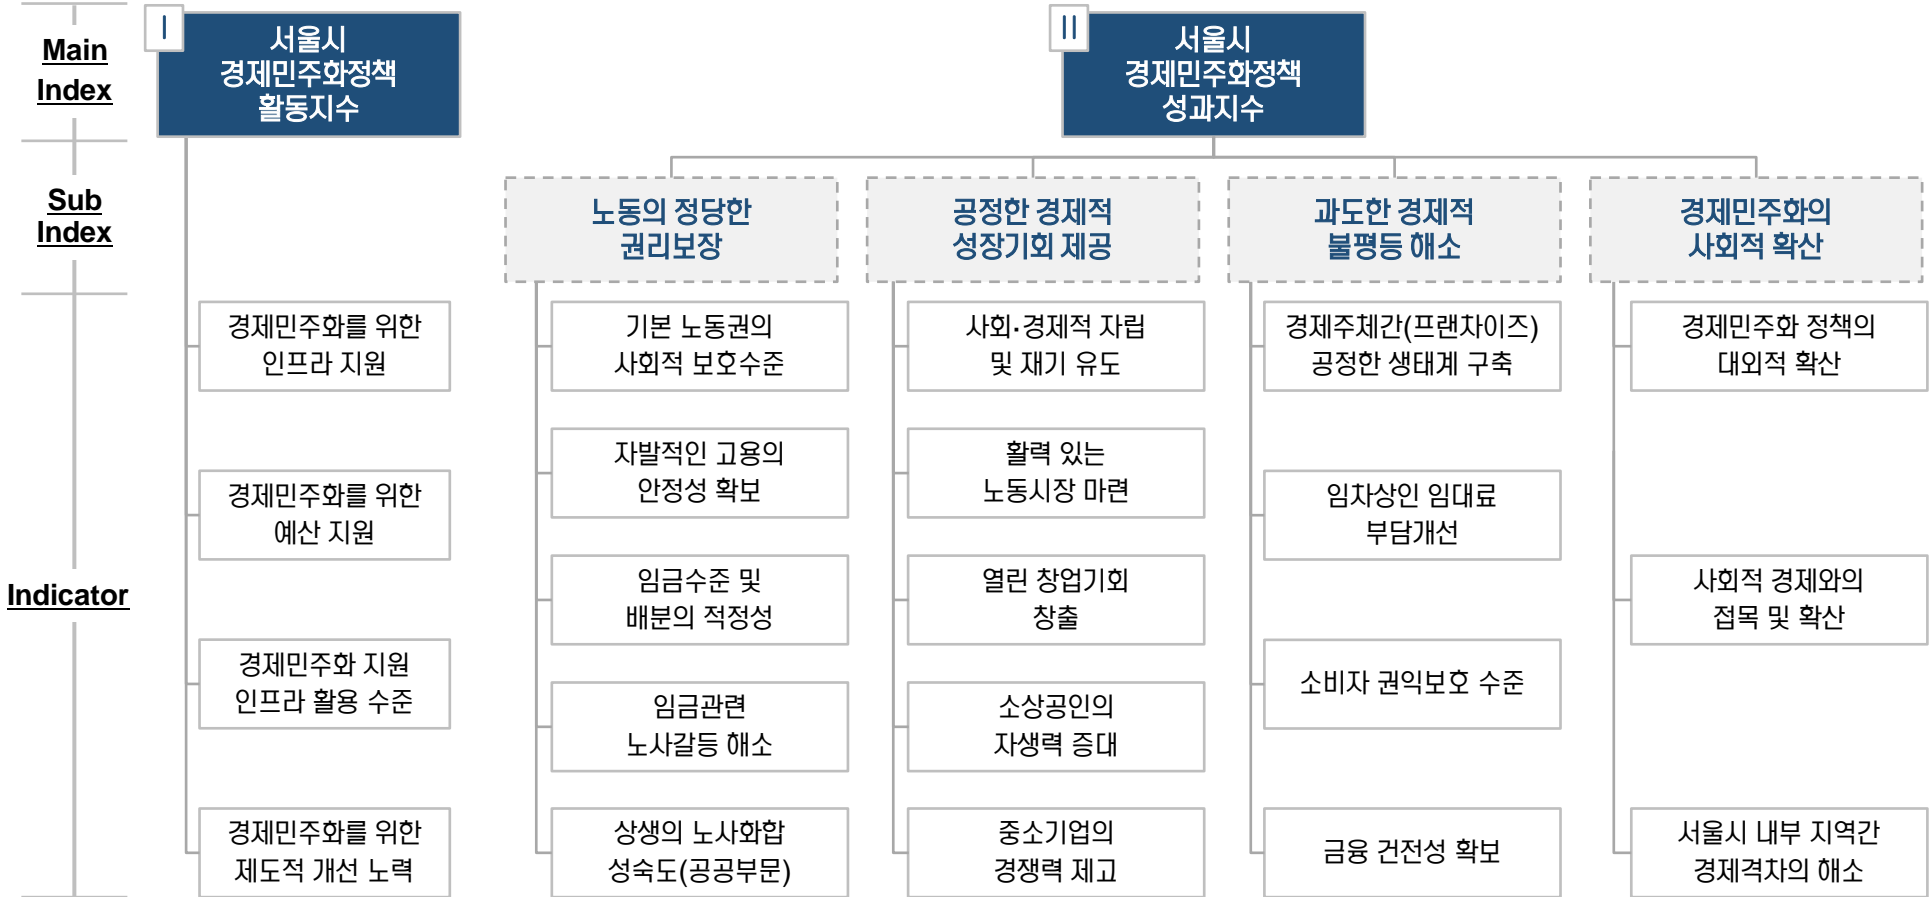 Main
Index
Sub
Index
Indicator
I
서울시
경제민주화정책
활동지수
경제민주화를 위한
인프라 지원
경제민주화를 위한
예산 지원
경제민주화 지원
인프라 활용 수준
경제민주화를 위한
제도적 개선 노력
II
서울시
경제민주화정책
성과지수
노동의 정당한
권리보장
기본 노동권의
사회적 보호수준
자발적인 고용의
안정성 확보
임금수준 및
배분의 적정성
임금관련
노사갈등 해소
상생의 노사화합
성숙도(공공부문)
공정한 경제적
성장기회 제공
사회·경제적 자립
및 재기 유도
활력 있는
노동시장 마련
열린 창업기회
창출
소상공인의
자생력 증대
중소기업의
경쟁력 제고
과도한 경제적
불평등 해소
경제주체간(프랜차이즈)
공정한 생태계 구축
임차상인 임대료
부담개선
소비자 권익보호 수준
금융 건전성 확보
경제민주화의
사회적 확산
경제민주화 정책의
대외적 확산
사회적 경제와의
접목 및 확산
서울시 내부 지역간
경제격차의 해소